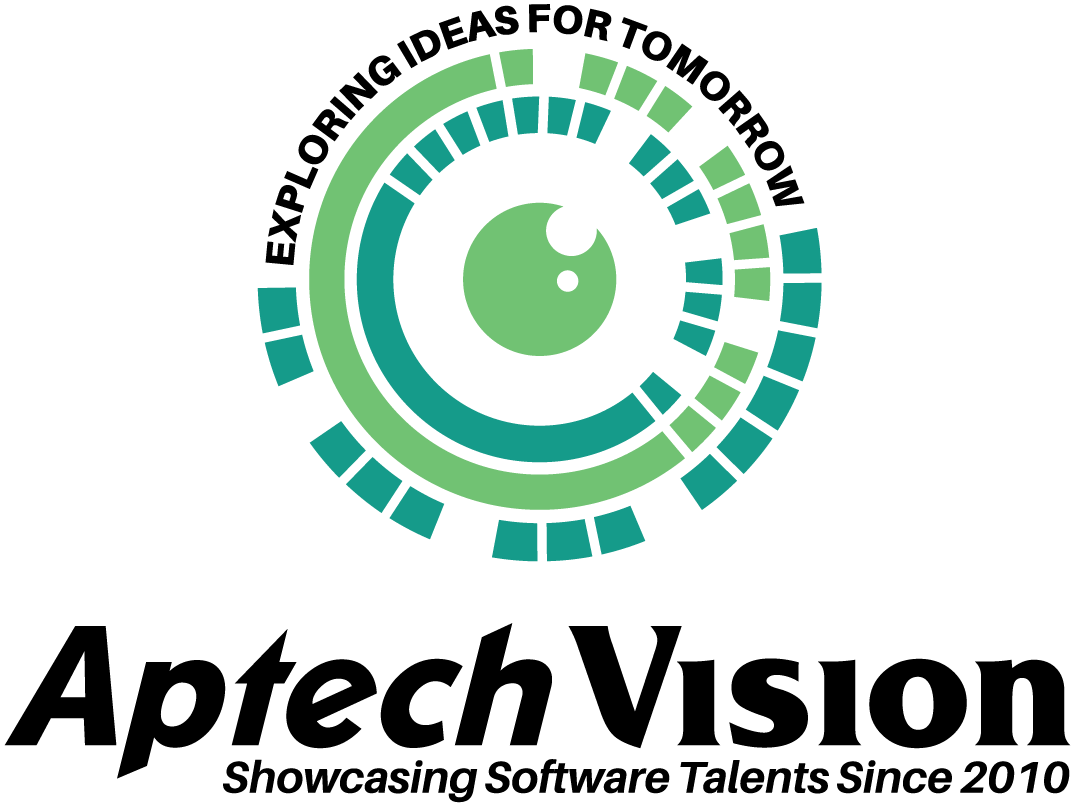 EXPLORING IDEAS FOR TOMORROW
Aptech Vision
Showcasing Software Talents Since 2010